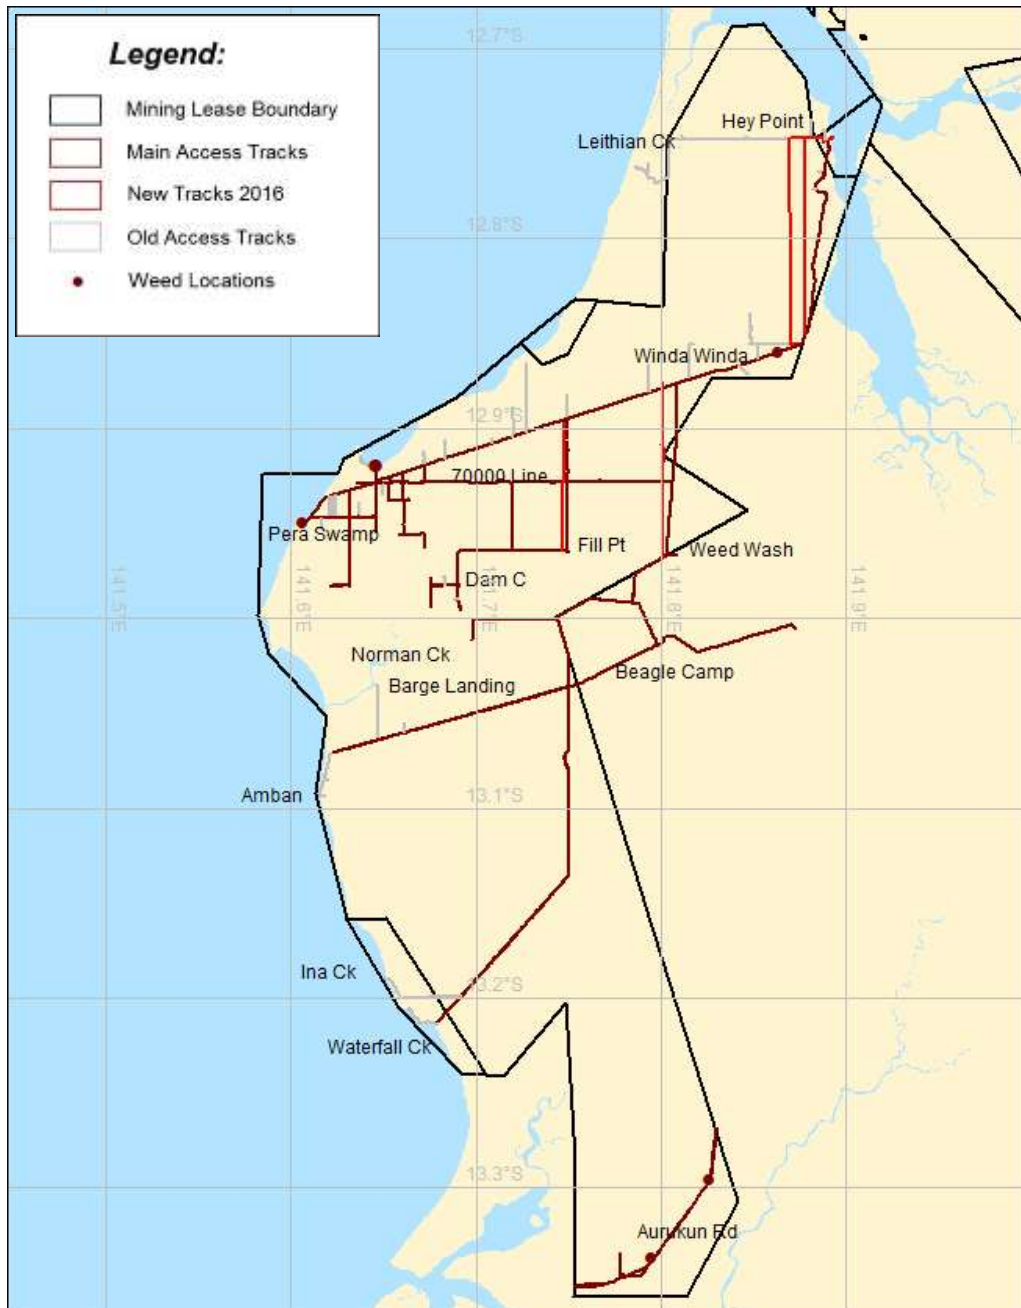 Legend:
Mining Lease Boundary
Main Access Tracks
New Tracks 2016
Old Access Tracks
Weed Locations
12.7°S
Hey Point
Leithian Ck
12.8°S
Winda Winda
12.9°S
70000 Line
Pera Swamp
Fill Pt
Weed Wash
Dam C
141.5°E
141.6°E
141.7°E
141.8°E
141.9°E
Norman Ck
Beagle Camp
Barge Landing
Amban
13.1°S
Ina Ck
13.2°S
Waterfall Ck
13.3°S
Aurukun Rd